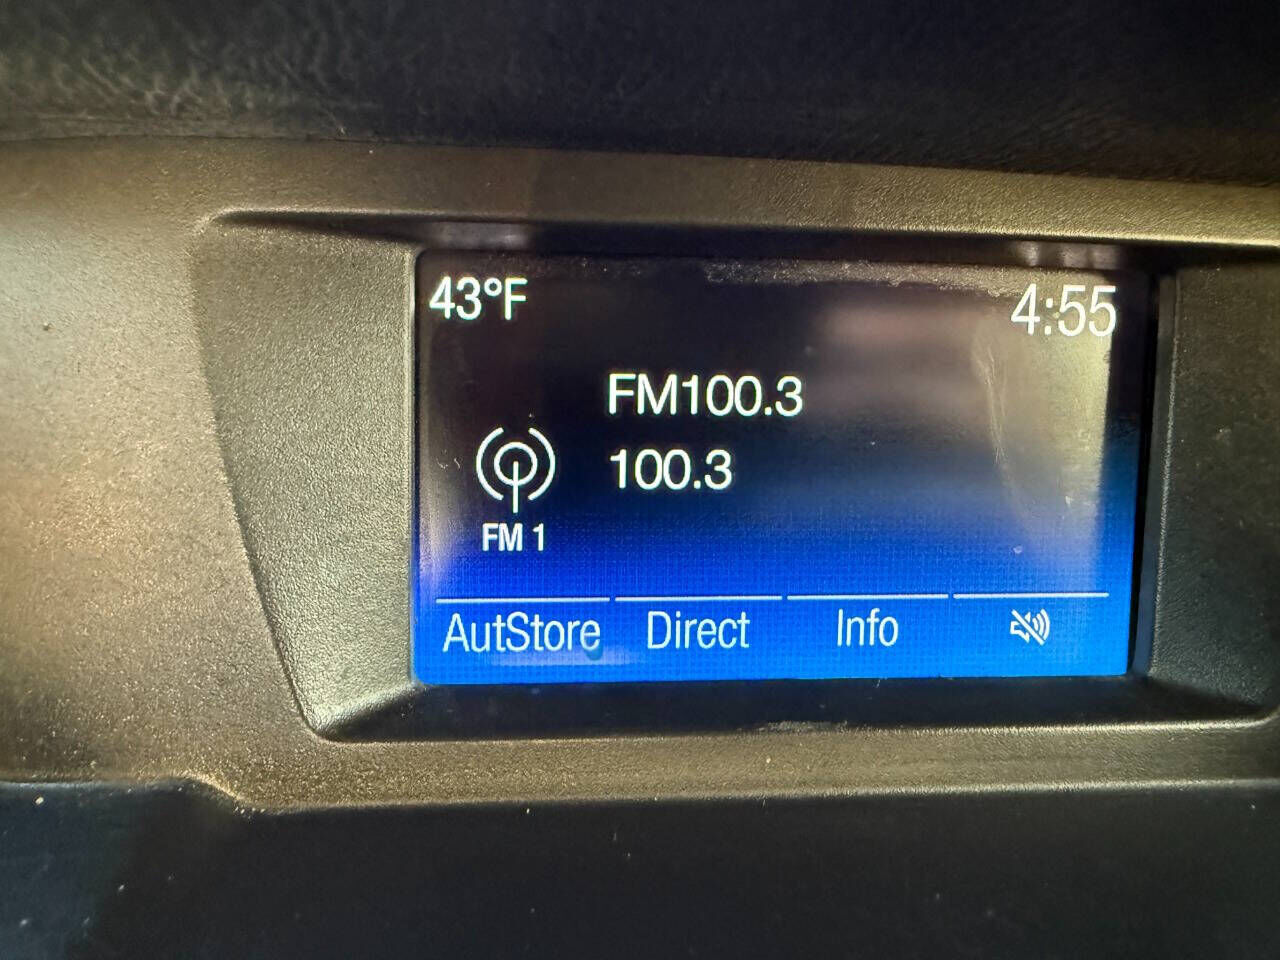 43°F
4:55
FM100.3
100.3
FM 1
AutStore Direct Info